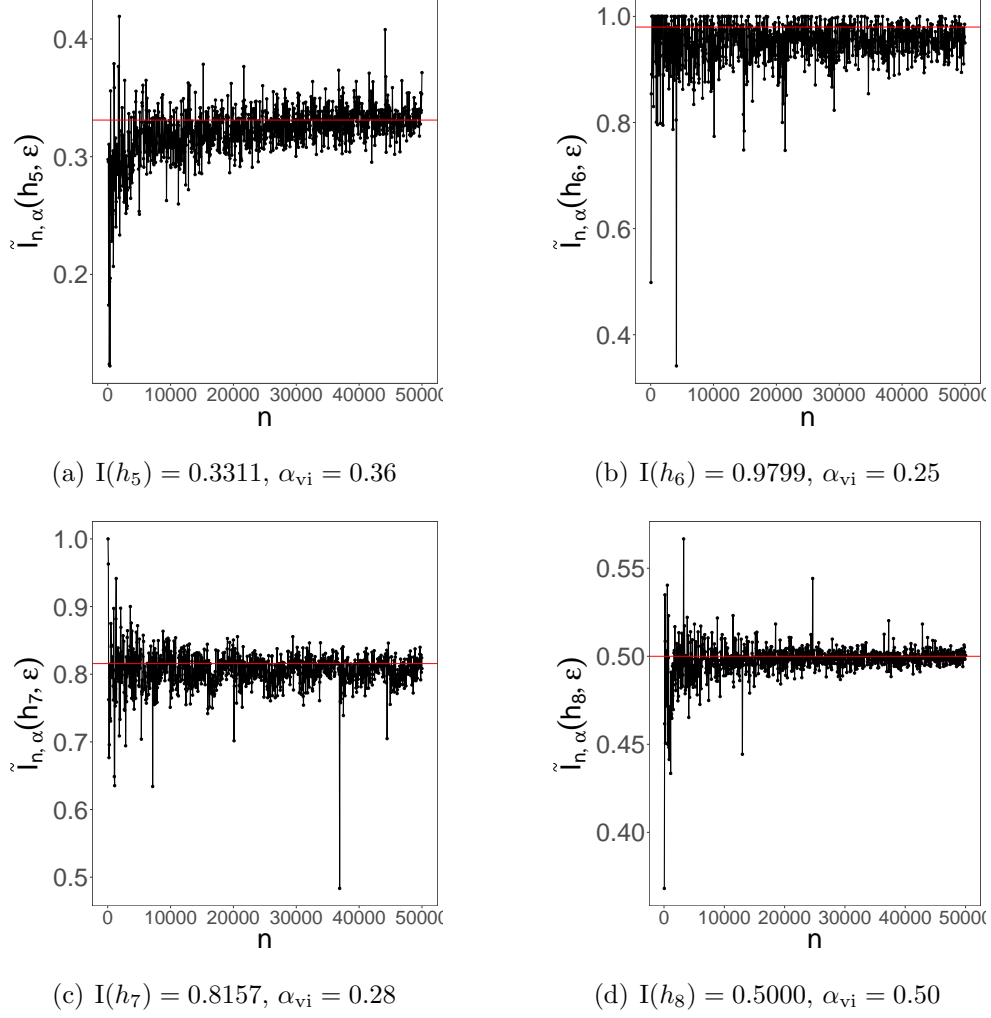 0.4
0.3
0.2
Ĩn, α(h5, ε)
0 10000 20000 30000 40000 50000
n
(a) I(h₅) = 0.3311, αvi = 0.36
1.0
0.8
0.6
0.4
Ĩn, α(h6, ε)
0 10000 20000 30000 40000 50000
n
(b) I(h₆) = 0.9799, αvi = 0.25
1.0
0.9
0.8
0.7
0.6
0.5
Ĩn, α(h7, ε)
0 10000 20000 30000 40000 50000
n
(c) I(h₇) = 0.8157, αvi = 0.28
0.55
0.50
0.45
0.40
Ĩn, α(h8, ε)
0 10000 20000 30000 40000 50000
n
(d) I(h₈) = 0.5000, αvi = 0.50